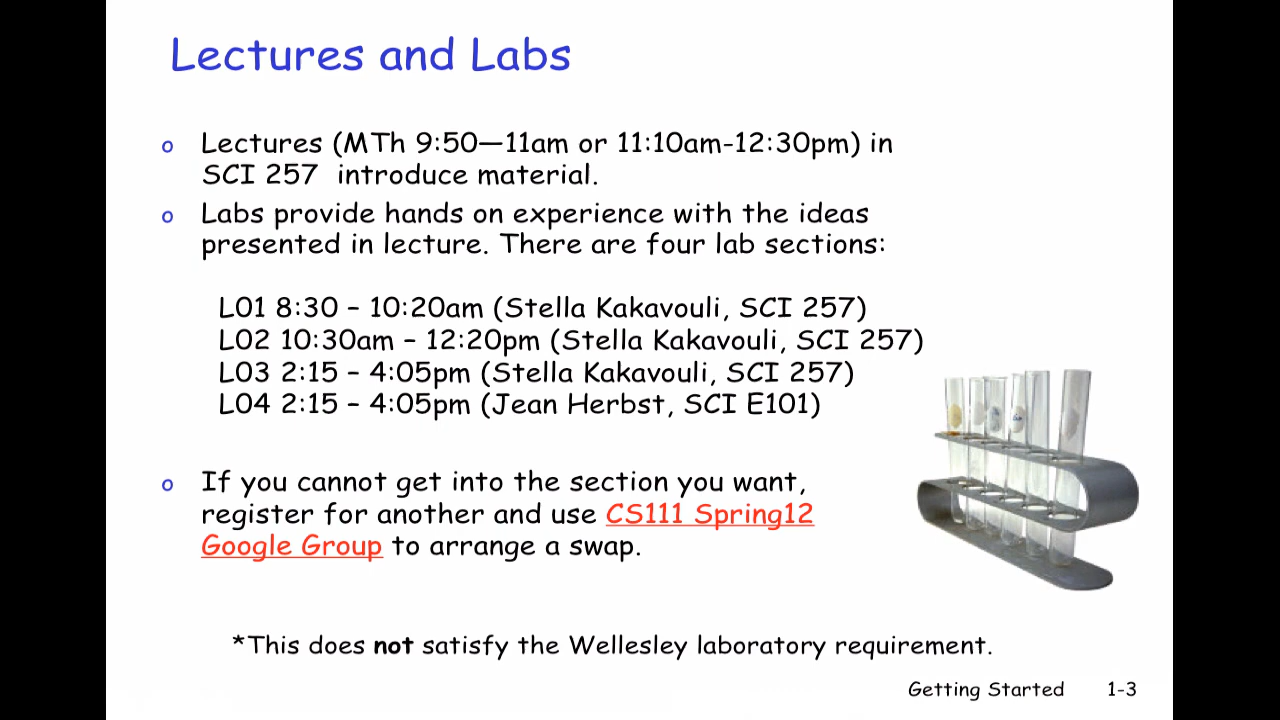 Lectures and Labs
o Lectures (MTh 9:50—11am or 11:10am-12:30pm) in
SCI 257 introduce material.
o Labs provide hands on experience with the ideas
presented in lecture. There are four lab sections:
L01 8:30 – 10:20am (Stella Kakavouli, SCI 257)
L02 10:30am – 12:20pm (Stella Kakavouli, SCI 257)
L03 2:15 – 4:05pm (Stella Kakavouli, SCI 257)
L04 2:15 – 4:05pm (Jean Herbst, SCI E101)
o If you cannot get into the section you want,
register for another and use CS111 Spring12
Google Group to arrange a swap.
*This does not satisfy the Wellesley laboratory requirement.
Getting Started 1-3